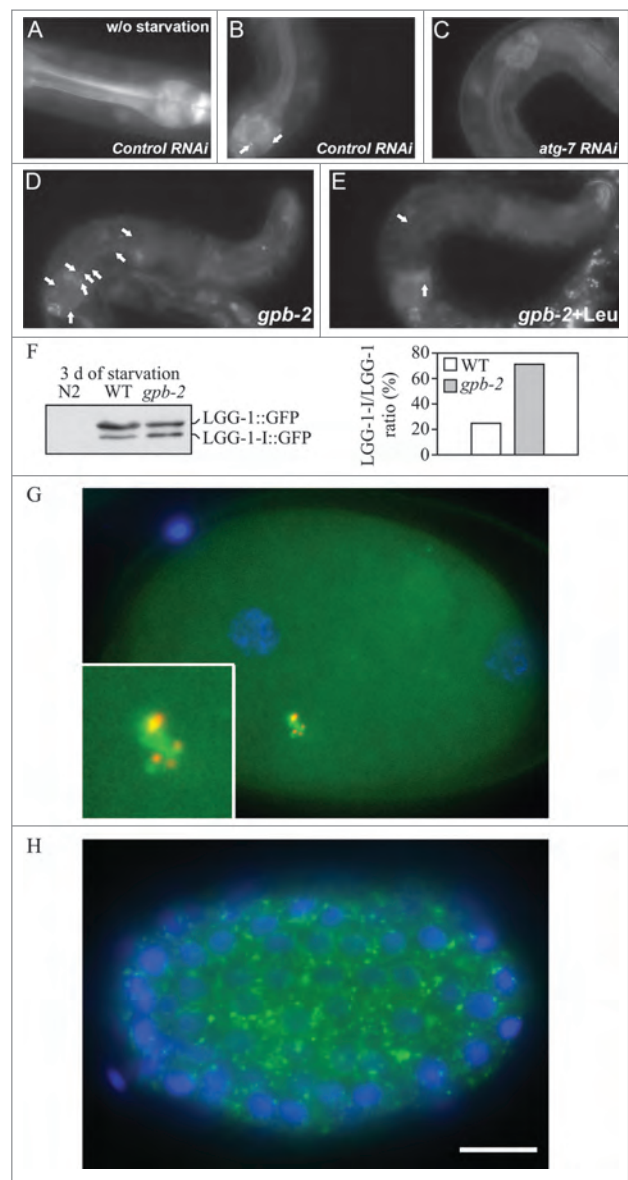 A
w/o starvation
Control RNAi
B
Control RNAi
C
atg-7 RNAi
D
gpb-2
E
gpb-2+Leu
F
3 d of starvation
N2 WT gpb-2
LGG-1::GFP
LGG-1-I::GFP
LGG-1-I/LGG-1
ratio (%)
80
60
40
20
0
WT
gpb-2
G
H